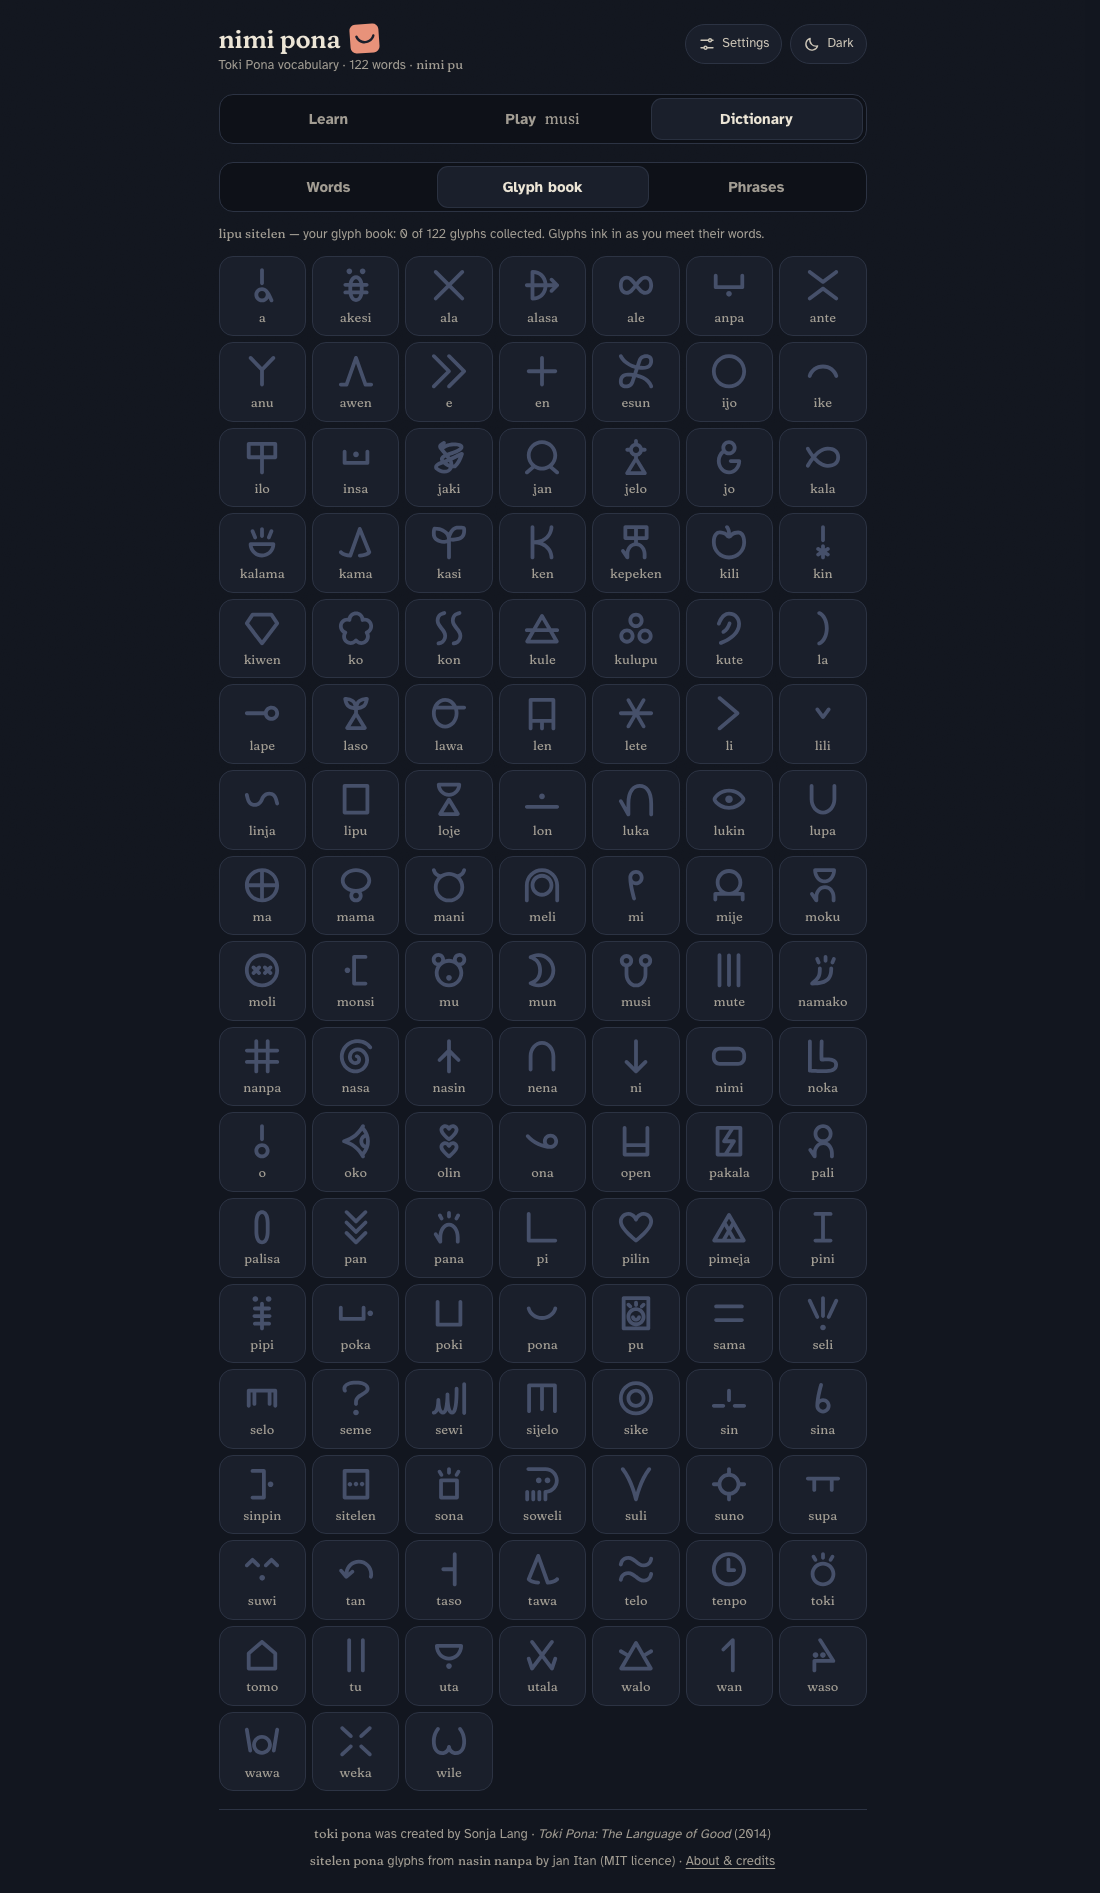 nimi pona
Toki Pona vocabulary · 122 words · nimi pu
Settings
Dark
Learn
Play musi
Dictionary
Words
Glyph book
Phrases
lipu sitelen — your glyph book: 0 of 122 glyphs collected. Glyphs ink in as you meet their words.
a akesi ala alasa ale anpa ante
anu awen e en esun ijo ike
ilo insa jaki jan jelo jo kala
kalama kama kasi ken kepeken kili kin
kiwen ko kon kule kulupu kute la
lape laso lawa len lete li lili
linja lipu loje lon luka lukin lupa
ma mama mani meli mi mije moku
moli monsi mu mun musi mute namako
nanpa nasa nasin nena ni nimi noka
o oko olin ona open pakala pali
palisa pan pana pi pilin pimeja pini
pipi poka poki pona pu sama seli
selo seme sewi sijelo sike sin sina
sinpin sitelen sona soweli suli suno supa
suwi tan taso tawa telo tenpo toki
tomo tu uta utala walo wan waso
wawa weka wile
toki pona was created by Sonja Lang · Toki Pona: The Language of Good (2014)
sitelen pona glyphs from nasin nanpa by jan Itan (MIT licence) · About & credits